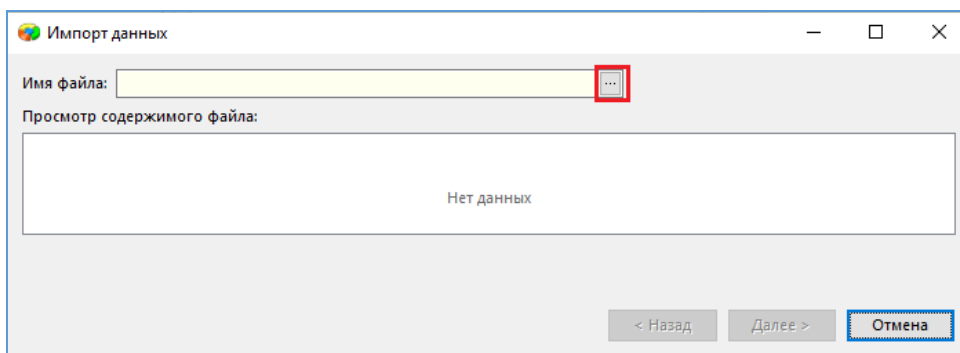 Импорт данных
Имя файла: ...
Просмотр содержимого файла:
Нет данных
< Назад Далее > Отмена